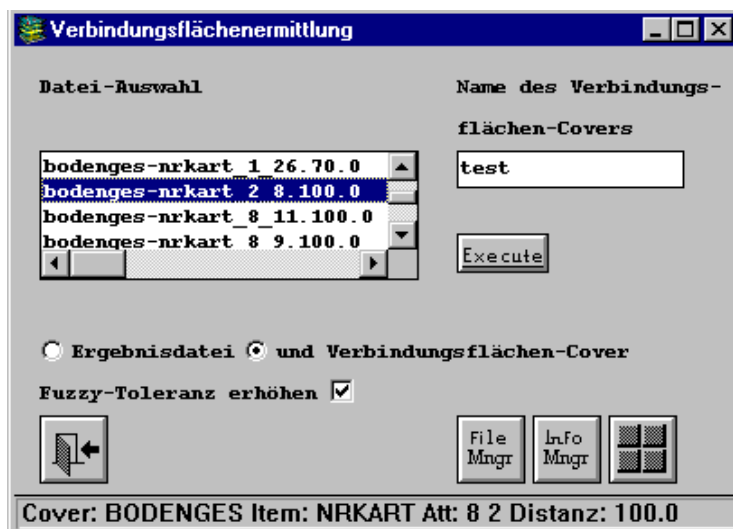 Verbindungsflächenermittlung
Datei-Auswahl
Name des Verbindungs-
flächen-Covers
bodenges-nrkart_1_26.70.0
bodenges-nrkart_2_8.100.0
bodenges-nrkart_8_11.100.0
bodenges-nrkart_8_9.100.0
test
Execute
Ergebnisdatei und Verbindungsflächen-Cover
Fuzzy-Toleranz erhöhen
File
Mngr
InFo
Mngr
Cover: BODENGES Item: NRKART Att: 8 2 Distanz: 100.0